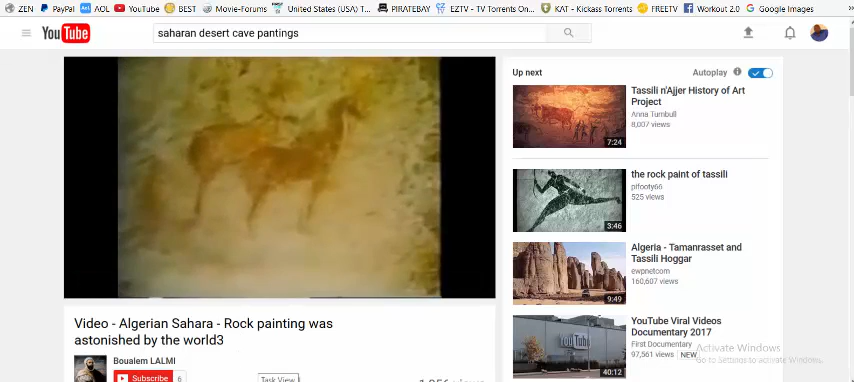 ZEN PayPal AOL YouTube BEST Movie-Forums United States (USA) T... PIRATEBAY EZTV - TV Torrents On... KAT - Kickass Torrents FREETV Workout 2.0 Google Images
YouTube saharan desert cave pantings
Up next Autoplay
Tassili n'Ajjer History of Art
Project
Anna Turnbull
8,007 views
7:24
the rock paint of tassili
525 views
3:46
Algeria - Tamanrasset and
Tassili Hoggar
ewpnetcom
160,607 views
9:49
YouTube Viral Videos
Documentary 2017
First Documentary
97,561 views NEW
40:12
Activate Windows
Go to Settings to activate Windows.
Video - Algerian Sahara - Rock painting was
astonished by the world3
Boualem LALMI
Subscribe 6
Task View